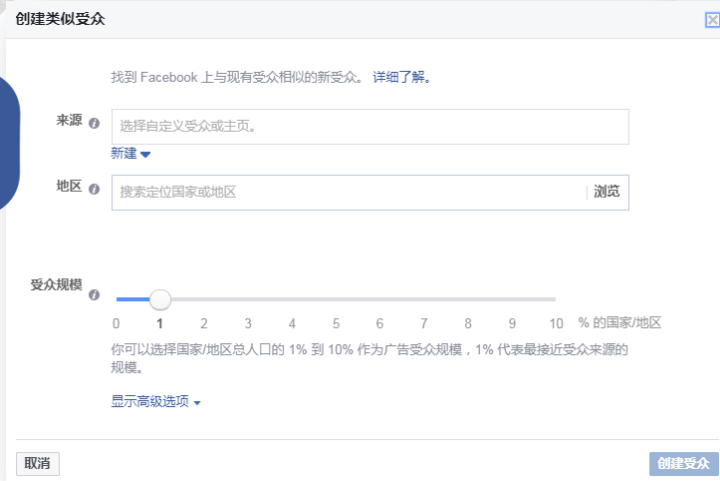 创建类似受众
找到 Facebook 上与现有受众相似的新受众。 详细了解。
来源
选择自定义受众或主页。
新建
地区
搜索定位国家或地区
浏览
受众规模
0 1 2 3 4 5 6 7 8 9 10 % 的国家/地区
你可以选择国家/地区总人口的 1% 到 10% 作为广告受众规模，1% 代表最接近受众来源的
规模。
显示高级选项
取消
创建受众